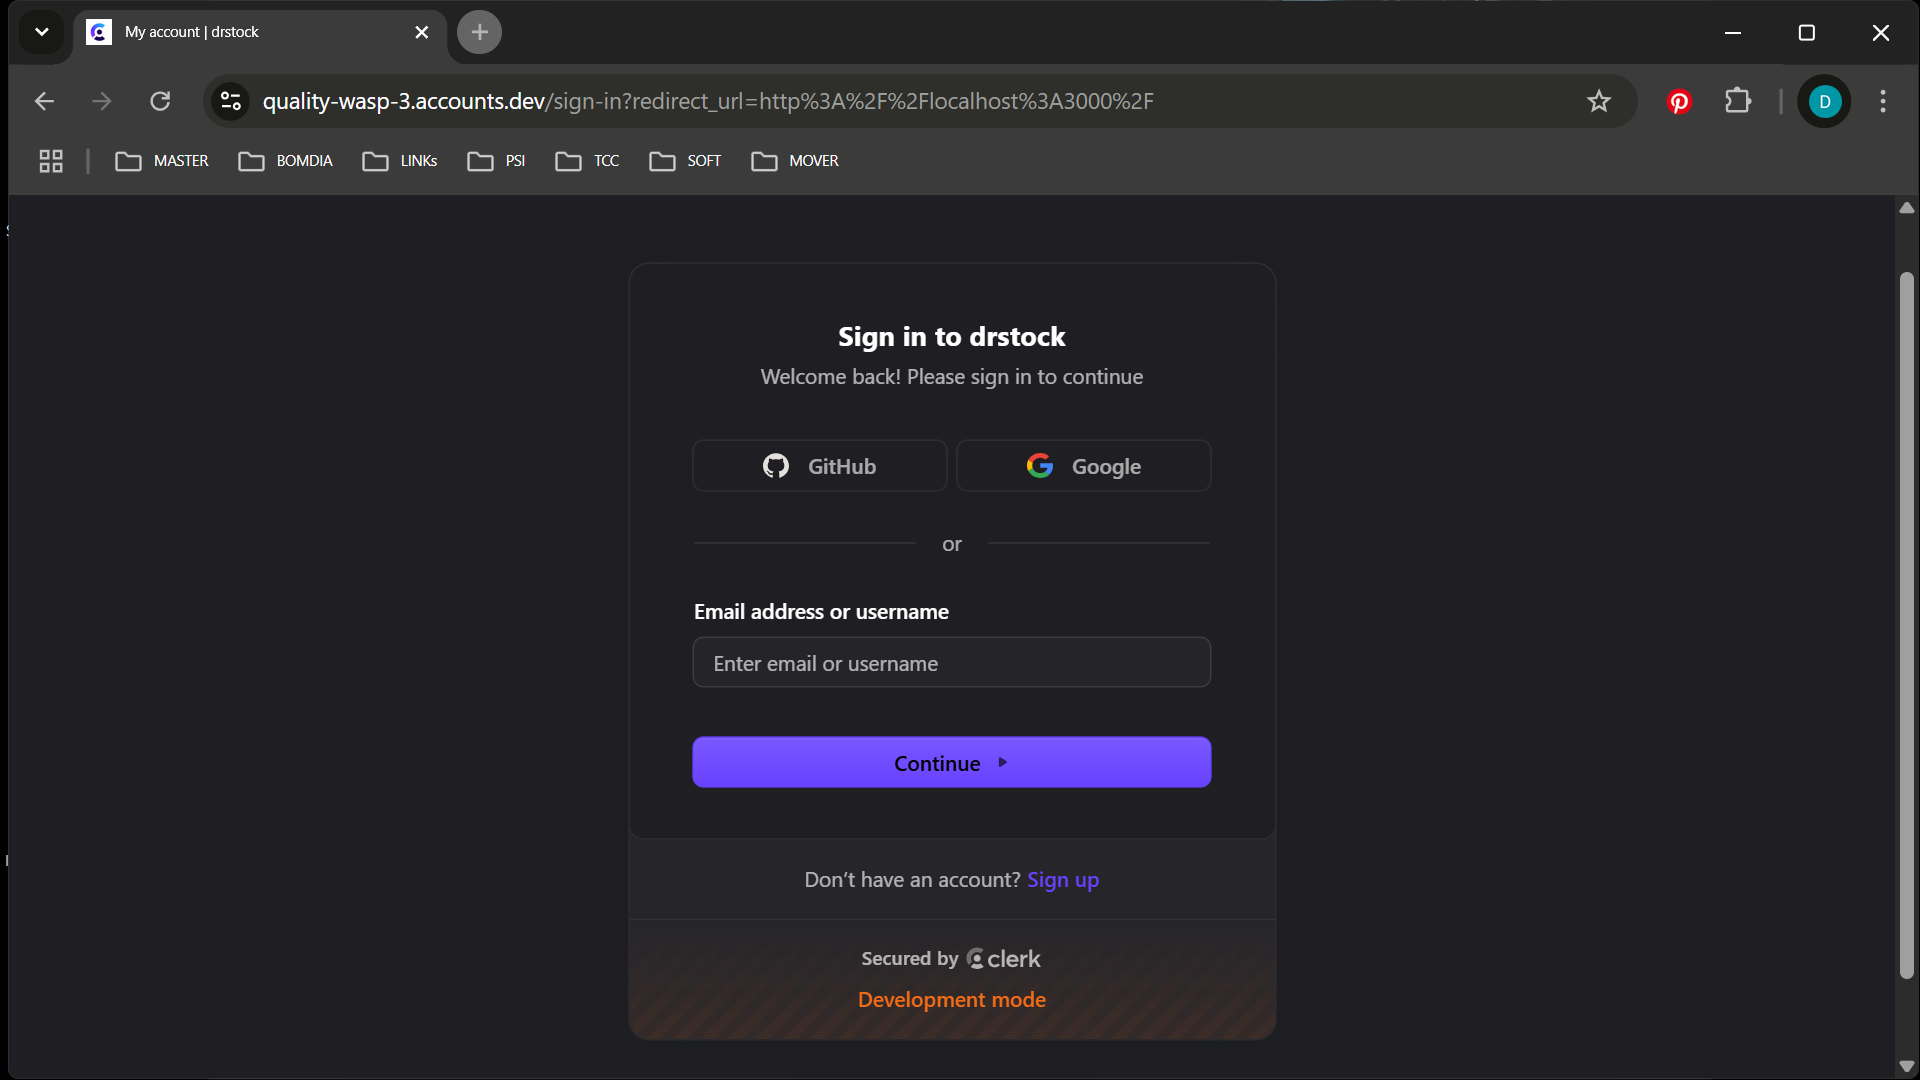 My account | drstock
quality-wasp-3.accounts.dev/sign-in?redirect_url=http%3A%2F%2Flocalhost%3A3000%2F
D
MASTER
BOMDIA
LINKs
PSI
TCC
SOFT
MOVER
Sign in to drstock
Welcome back! Please sign in to continue
GitHub
Google
or
Email address or username
Enter email or username
Continue
Don’t have an account? Sign up
Secured by clerk
Development mode